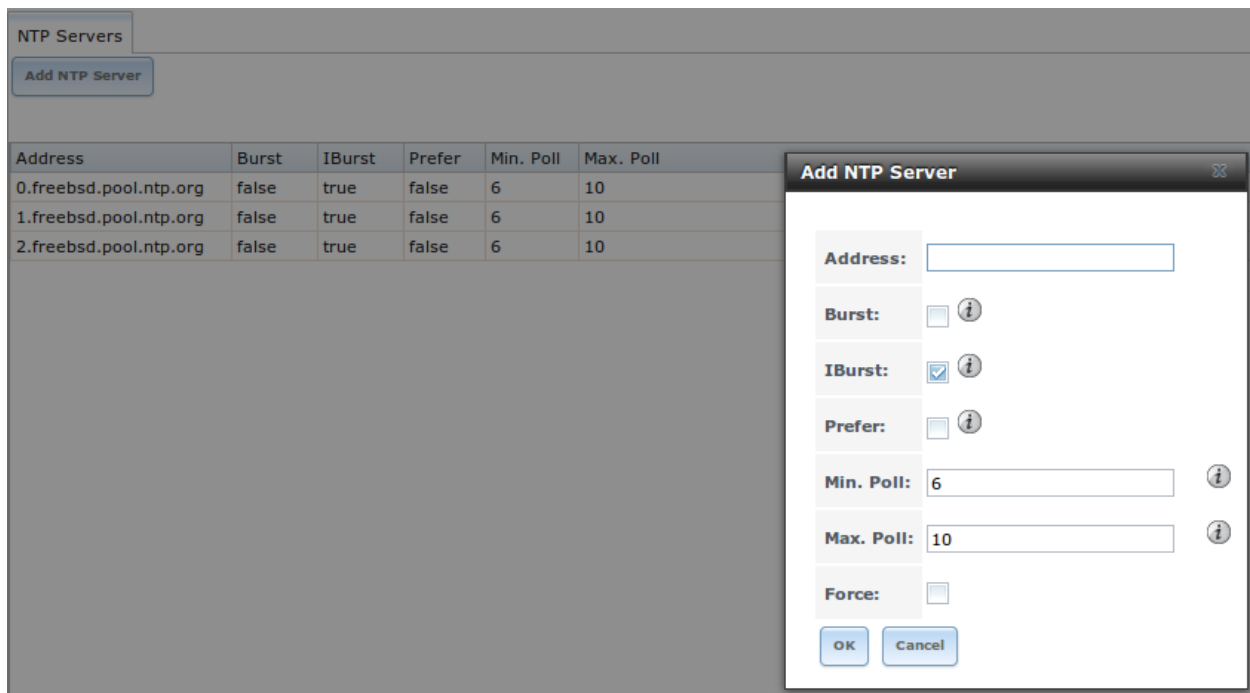 NTP Servers
Add NTP Server
Address Burst IBurst Prefer Min. Poll Max. Poll
0.freebsd.pool.ntp.org false true false 6 10
1.freebsd.pool.ntp.org false true false 6 10
2.freebsd.pool.ntp.org false true false 6 10
Add NTP Server
Address:
Burst:
IBurst:
Prefer:
Min. Poll: 6
Max. Poll: 10
Force:
OK Cancel